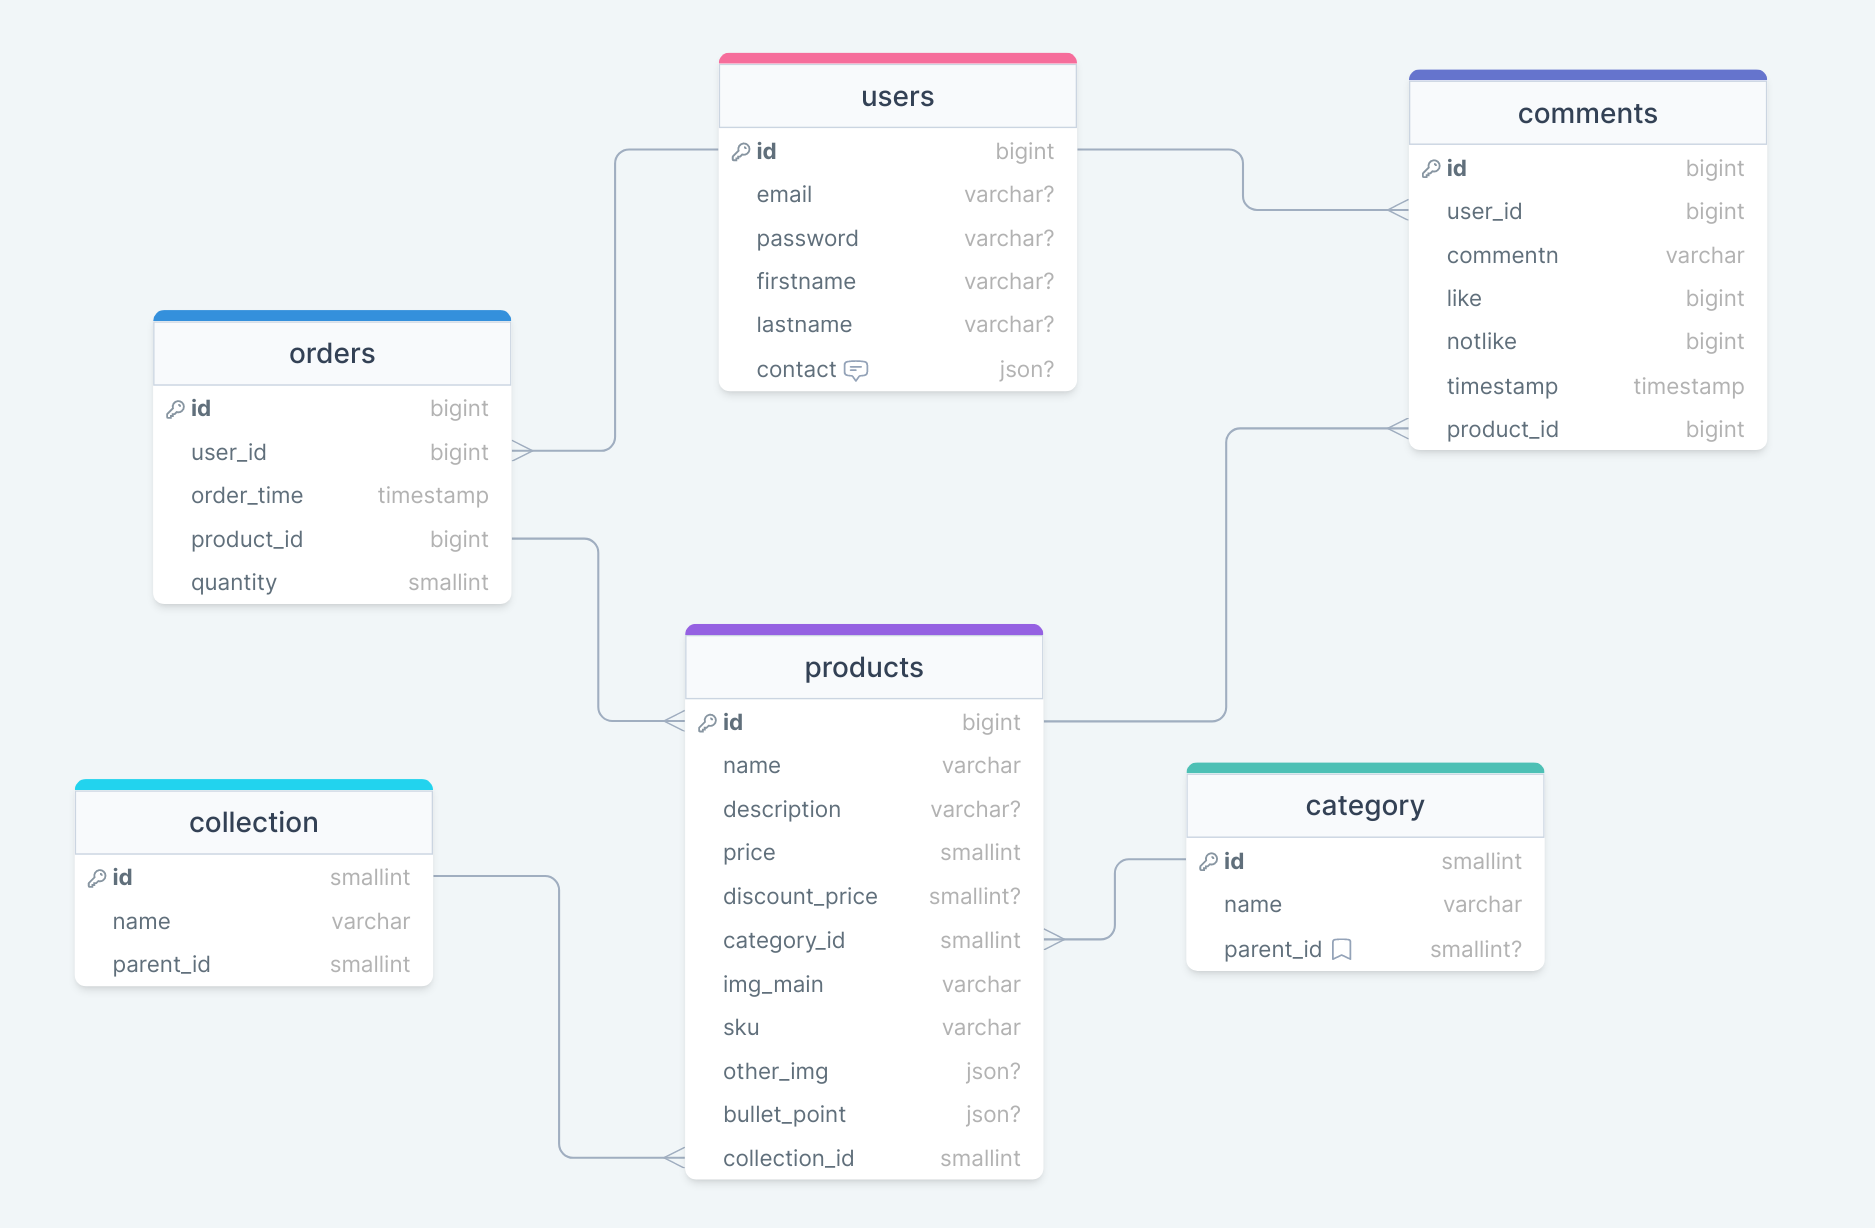 users
id bigint
email varchar?
password varchar?
firstname varchar?
lastname varchar?
contact json?
comments
id bigint
user_id bigint
commentn varchar
like bigint
notlike bigint
timestamp timestamp
product_id bigint
orders
id bigint
user_id bigint
order_time timestamp
product_id bigint
quantity smallint
products
id bigint
name varchar
description varchar?
price smallint
discount_price smallint?
category_id smallint
img_main varchar
sku varchar
other_img json?
bullet_point json?
collection_id smallint
collection
id smallint
name varchar
parent_id smallint
category
id smallint
name varchar
parent_id smallint?